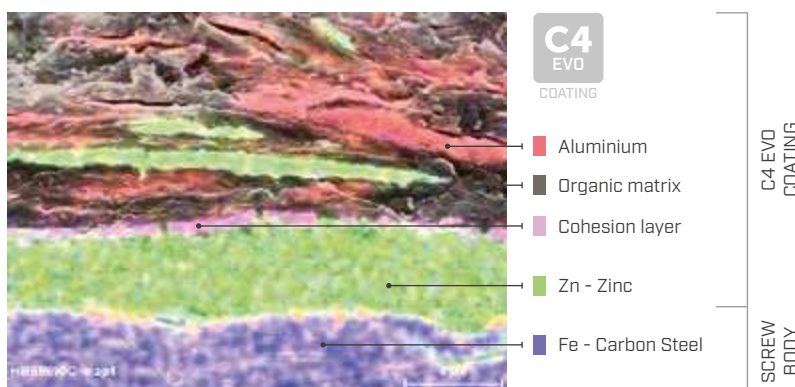 C4
EVO
COATING
Aluminium
Organic matrix
Cohesion layer
Zn - Zinc
Fe - Carbon Steel
C4 EVO
COATING
SCREW
BODY